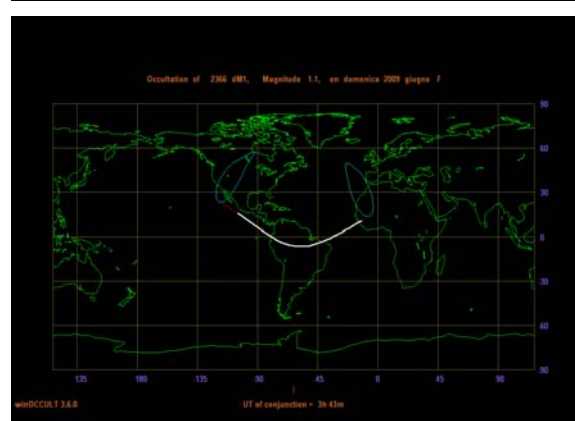 Occultation of 2366 dM1, Magnitude 1.1, on domenica 2009 giugno 7
90
60
30
0
30
60
90
135 180 135 90 45 0 45 90
winOCCULT 3.6.0 UT of conjunction = 3h 43m